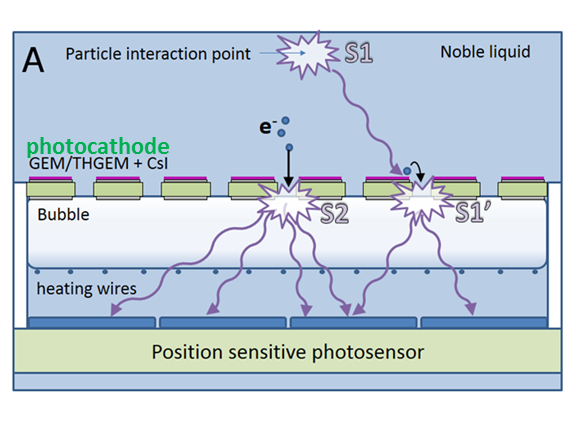 A
Particle interaction point
S1
Noble liquid
e-
photocathode
GEM/THGEM + CsI
Bubble
S2
S1’
heating wires
Position sensitive photosensor